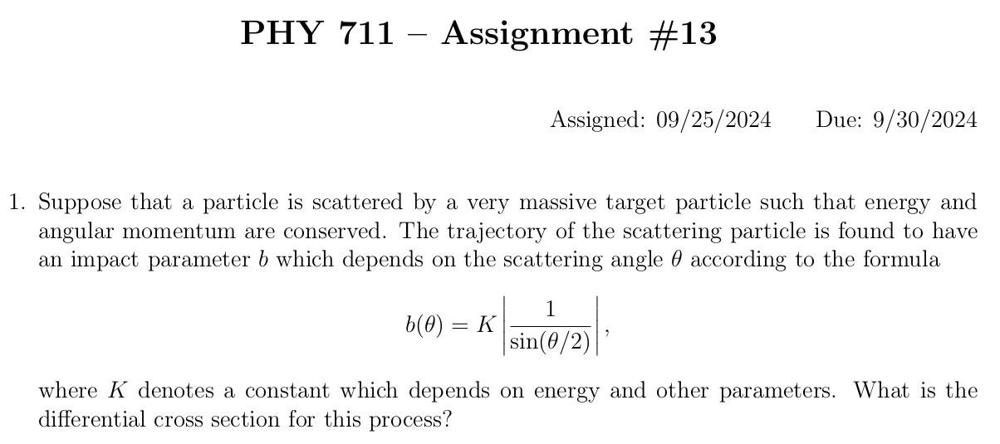 PHY 711 – Assignment #13
Assigned: 09/25/2024 Due: 9/30/2024
1. Suppose that a particle is scattered by a very massive target particle such that energy and
angular momentum are conserved. The trajectory of the scattering particle is found to have
an impact parameter b which depends on the scattering angle θ according to the formula
b(θ) = K |1/sin(θ/2)|,
where K denotes a constant which depends on energy and other parameters. What is the
differential cross section for this process?